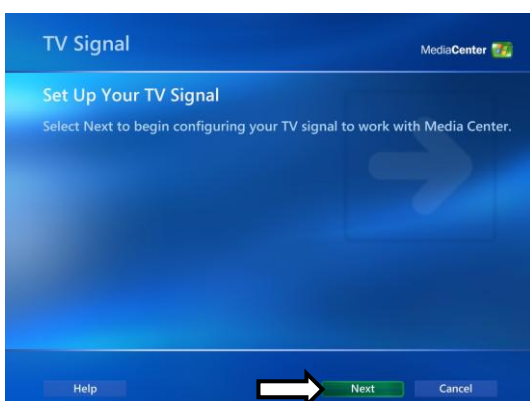 TV Signal
MediaCenter
Set Up Your TV Signal
Select Next to begin configuring your TV signal to work with Media Center.
Help Next Cancel